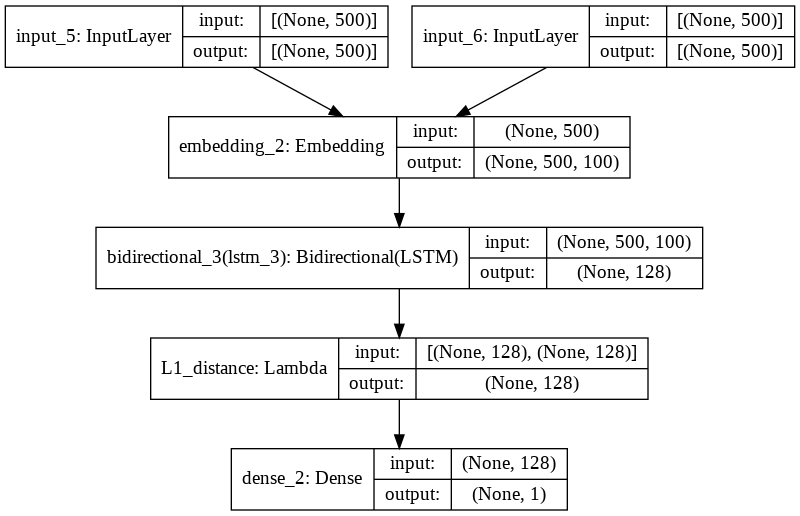 input_5: InputLayer
input:
[(None, 500)]
output:
[(None, 500)]
input_6: InputLayer
input:
[(None, 500)]
output:
[(None, 500)]
embedding_2: Embedding
input:
(None, 500)
output:
(None, 500, 100)
bidirectional_3(lstm_3): Bidirectional(LSTM)
input:
(None, 500, 100)
output:
(None, 128)
L1_distance: Lambda
input:
[(None, 128), (None, 128)]
output:
(None, 128)
dense_2: Dense
input:
(None, 128)
output:
(None, 1)